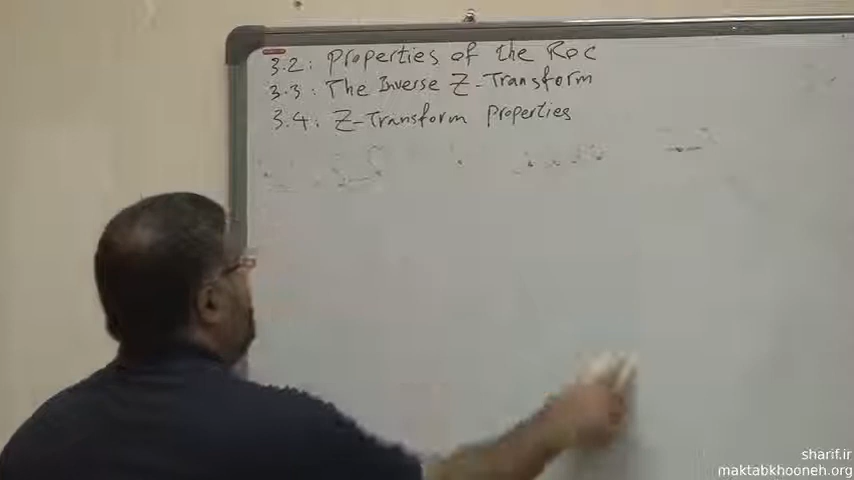 3.2: Properties of the Roc
3.3: The Inverse Z-Transform
3.4: Z-Transform Properties
sharif.ir
maktabkhooneh.org